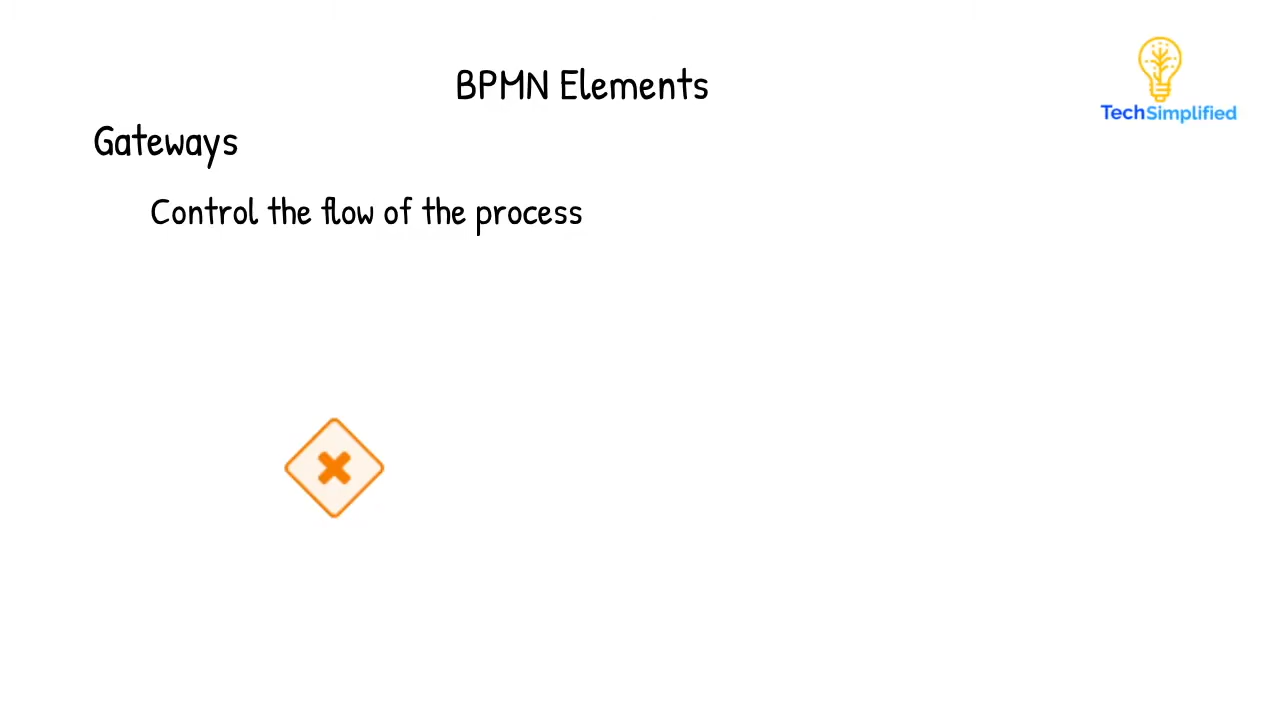 BPMN Elements
TechSimplified
Gateways
Control the flow of the process